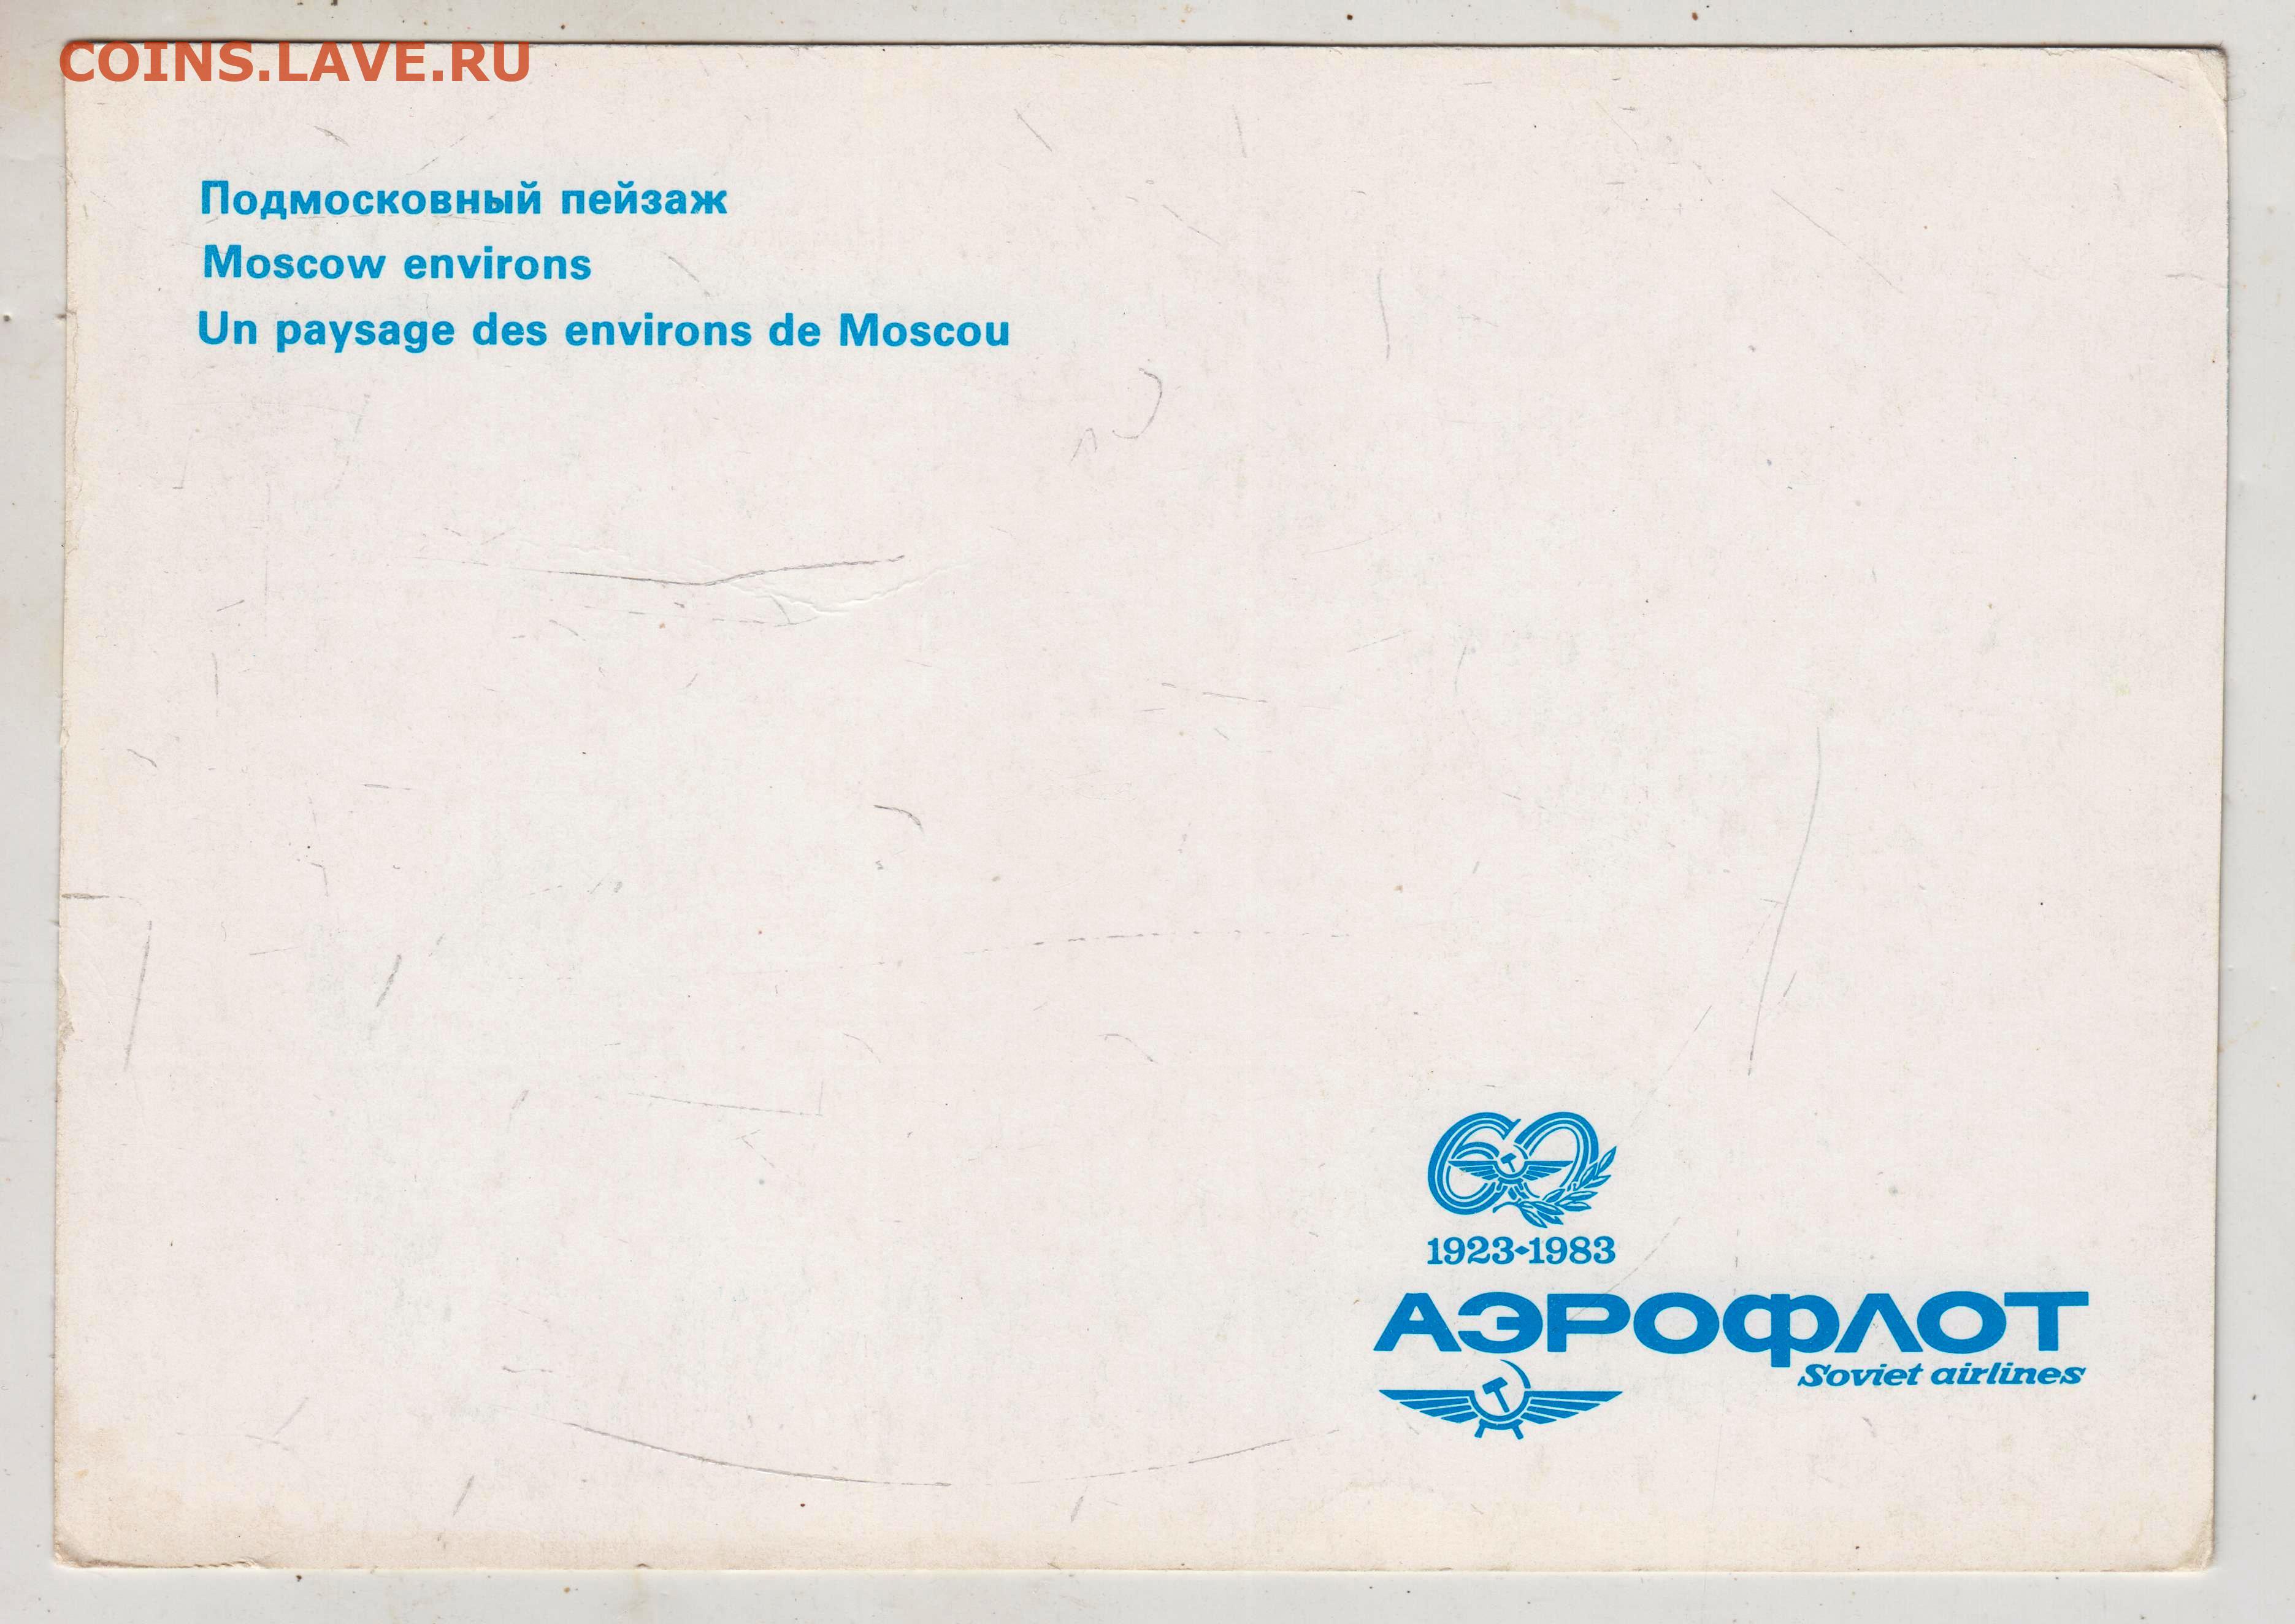 COINS.LAVE.RU
Подмосковный пейзаж
Moscow environs
Un paysage des environs de Moscou
60
1923•1983
АЭРОФЛОТ
Soviet airlines